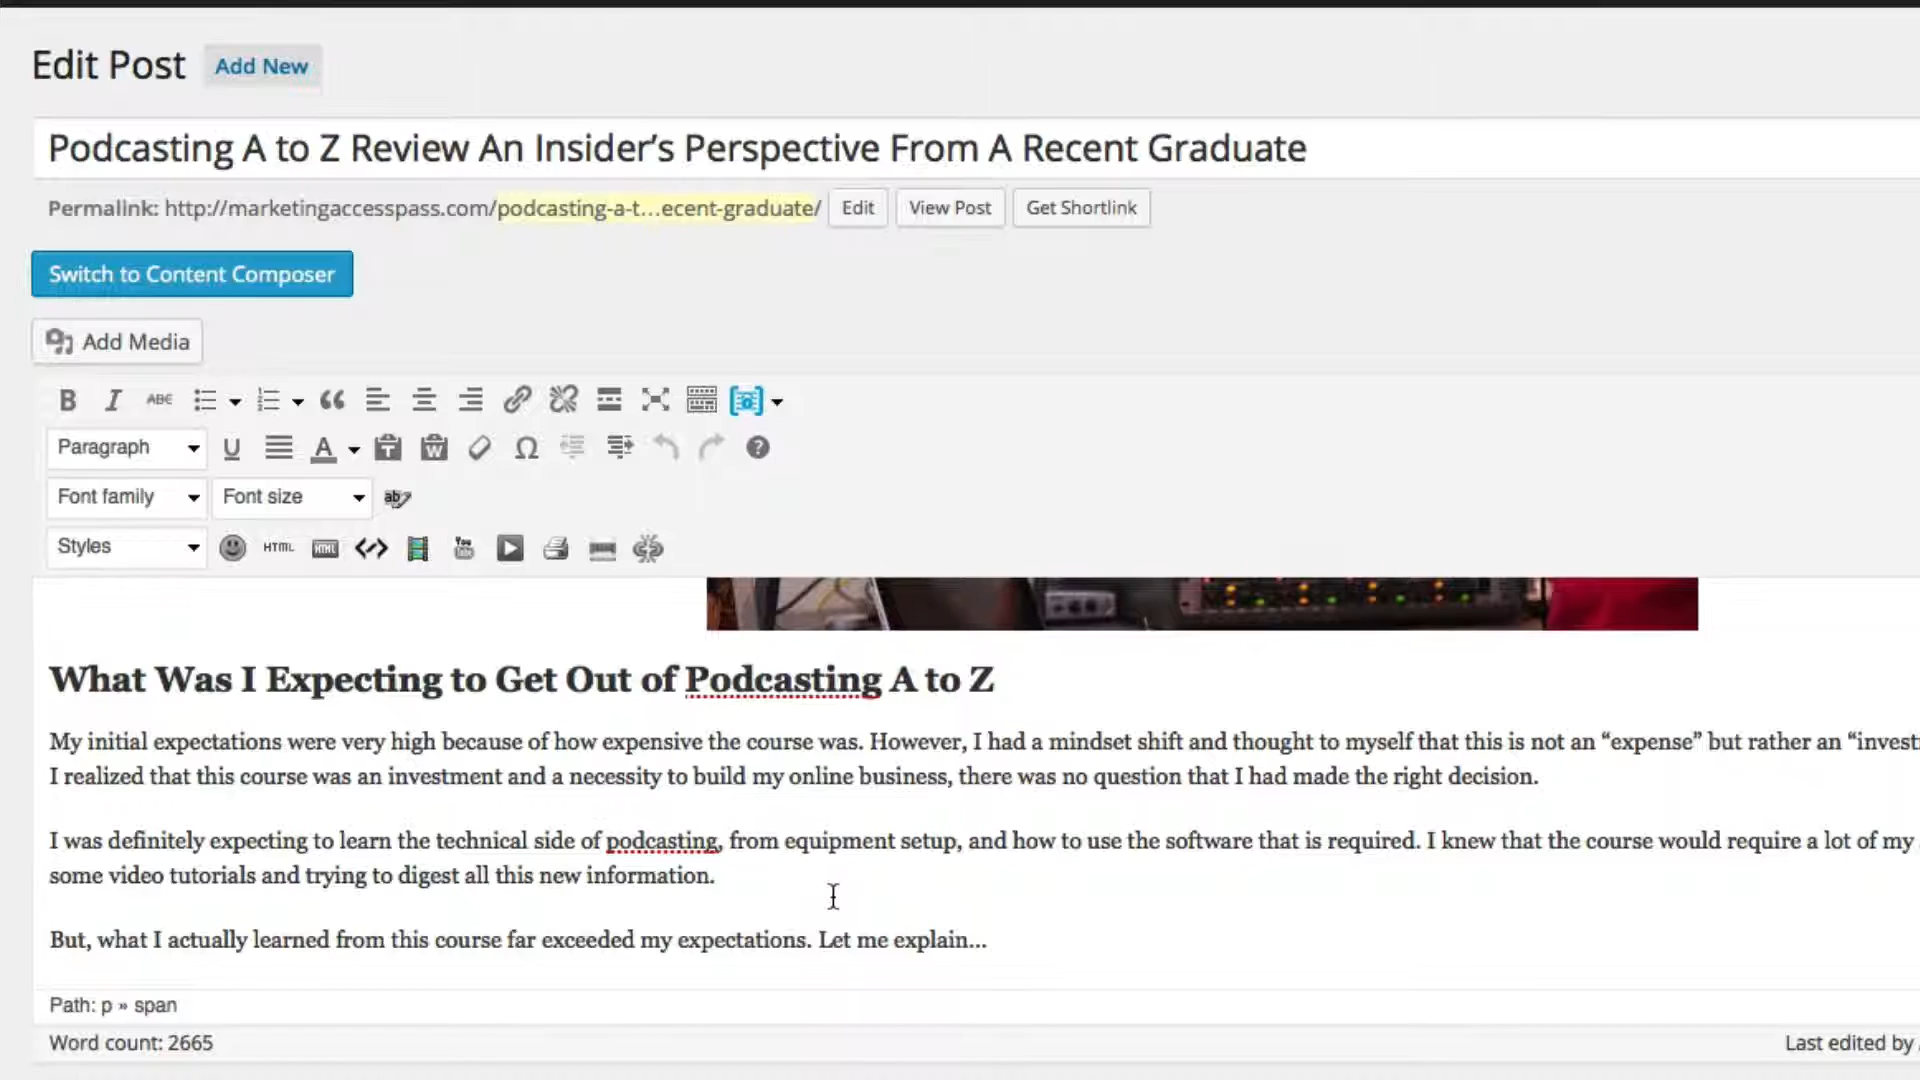 Edit Post Add New
Podcasting A to Z Review An Insider’s Perspective From A Recent Graduate
Permalink: http://marketingaccesspass.com/podcasting-a-t...ecent-graduate/ Edit View Post Get Shortlink
Switch to Content Composer
Add Media
B I ABC
Paragraph U A T W Ω ?
Font family Font size ab
Styles HTML HTML You
What Was I Expecting to Get Out of Podcasting A to Z
My initial expectations were very high because of how expensive the course was. However, I had a mindset shift and thought to myself that this is not an “expense” but rather an
I realized that this course was an investment and a necessity to build my online business, there was no question that I had made the right decision.
I was definitely expecting to learn the technical side of podcasting, from equipment setup, and how to use the software that is required. I knew that the course would require a lot of my
some video tutorials and trying to digest all this new information.
But, what I actually learned from this course far exceeded my expectations. Let me explain...
Path: p » span
Word count: 2665
Last edited by